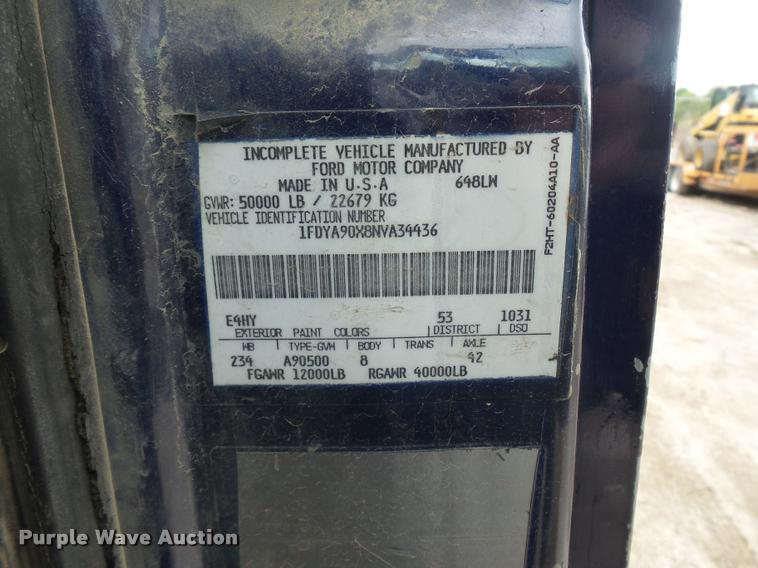 INCOMPLETE VEHICLE MANUFACTURED BY
FORD MOTOR COMPANY
MADE IN U.S.A 648LW
GVWR: 50000 LB / 22679 KG
VEHICLE IDENTIFICATION NUMBER
1FDYA90X8NVA34436
F2HT-60204A10-AA
E4HY 53 1031
EXTERIOR PAINT COLORS DISTRICT DSO
WB TYPE-GVW BODY TRANS AXLE
234 A90500 8 42
FGAWR 12000LB RGAWR 40000LB
Purple Wave Auction